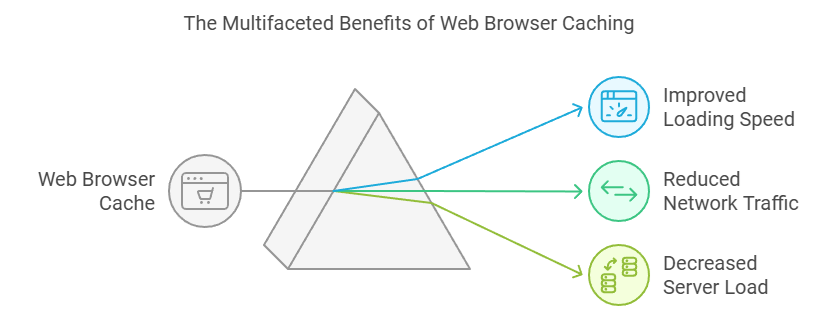 The Multifaceted Benefits of Web Browser Caching
Web Browser
Cache
Improved
Loading Speed
Reduced
Network Traffic
Decreased
Server Load